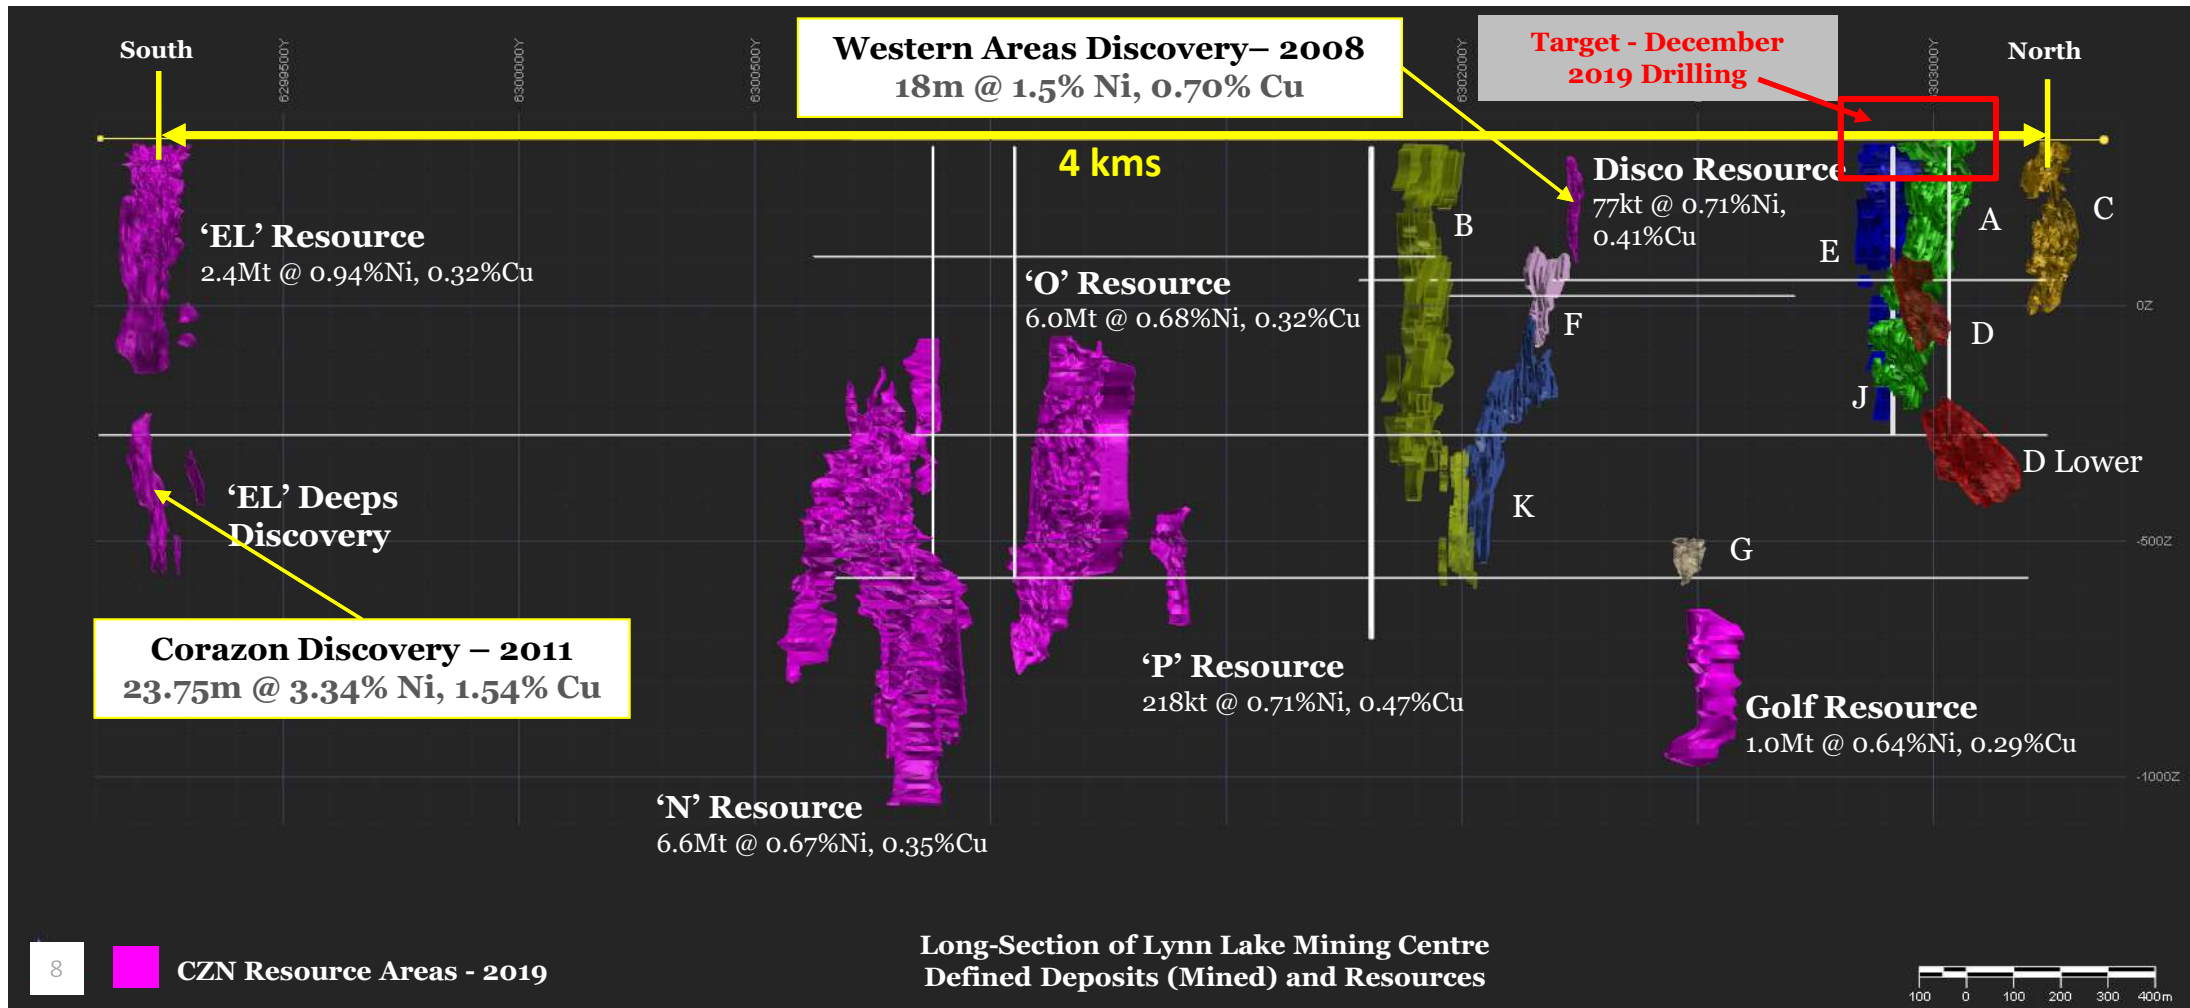 South
6299500Y
6300000Y
6300500Y
Western Areas Discovery– 2008
18m @ 1.5% Ni, 0.70% Cu
6302000Y
Target - December
2019 Drilling
North
4 kms
'EL' Resource
2.4Mt @ 0.94%Ni, 0.32%Cu
'O' Resource
6.0Mt @ 0.68%Ni, 0.32%Cu
B
Disco Resource
77kt @ 0.71%Ni,
0.41%Cu
E
A
C
F
D
0Z
J
D Lower
'EL' Deeps
Discovery
K
G
-500Z
Corazon Discovery – 2011
23.75m @ 3.34% Ni, 1.54% Cu
'P' Resource
218kt @ 0.71%Ni, 0.47%Cu
Golf Resource
1.0Mt @ 0.64%Ni, 0.29%Cu
-1000Z
'N' Resource
6.6Mt @ 0.67%Ni, 0.35%Cu
8
CZN Resource Areas - 2019
Long-Section of Lynn Lake Mining Centre
Defined Deposits (Mined) and Resources
100 0 100 200 300 400m